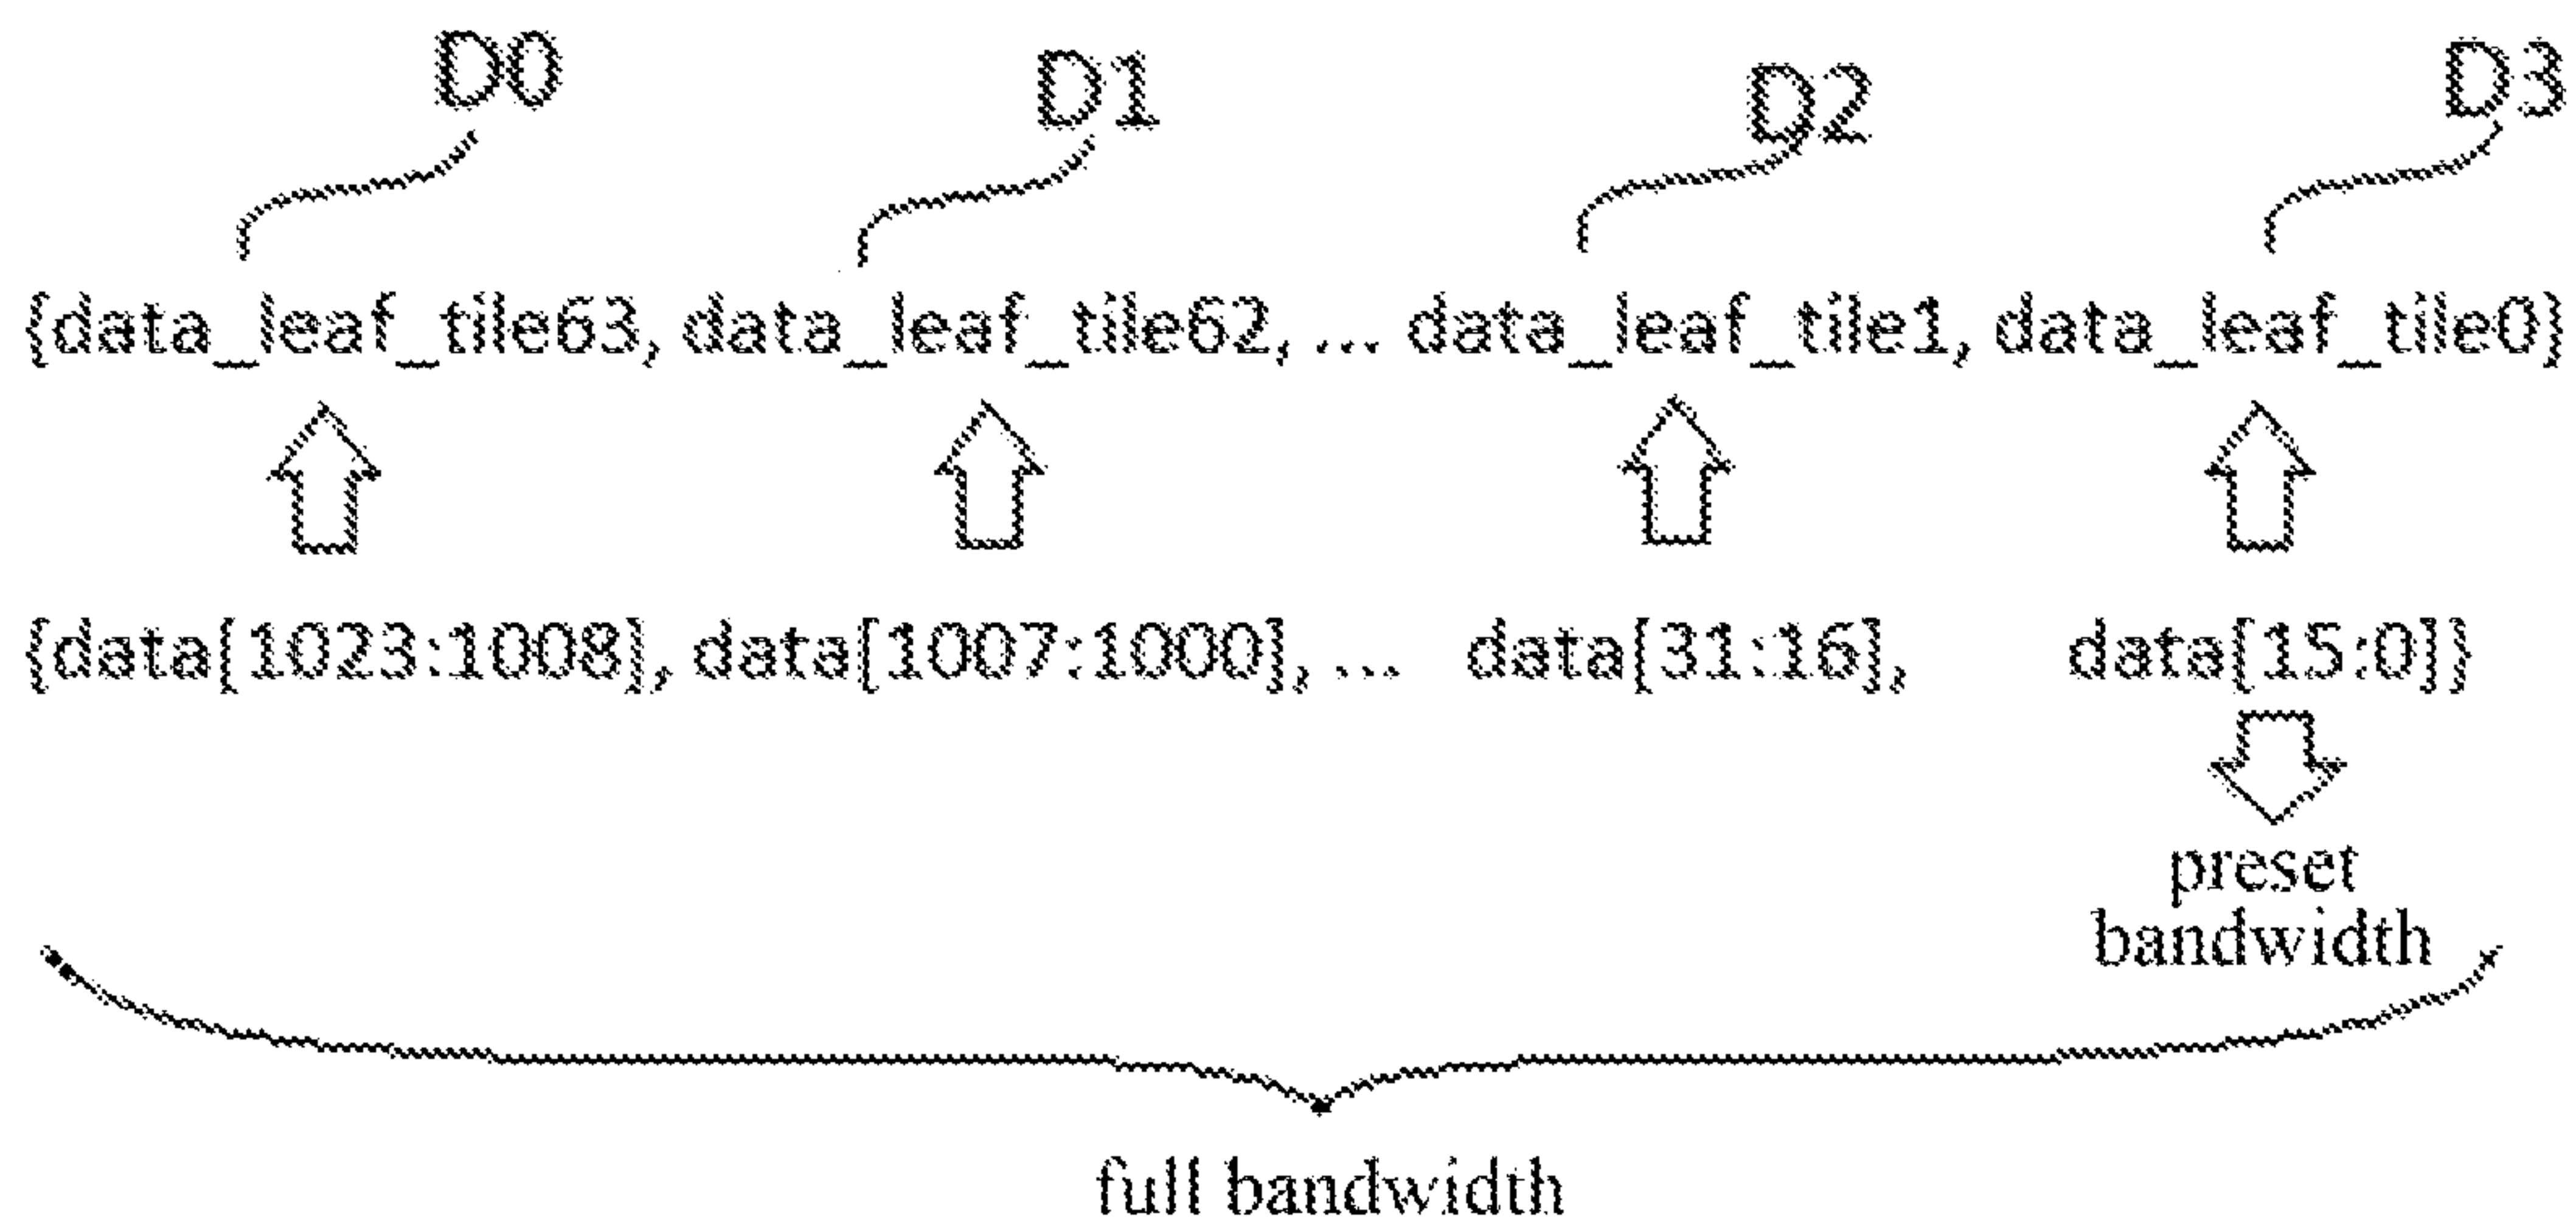 D0 D1 D2 D3
{data_leaf_tile63, data_leaf_tile62, ... data_leaf_tile1, data_leaf_tile0}
{data[1023:1008], data[1007:1000], ... data[31:16], data[15:0]}
preset
bandwidth
full bandwidth